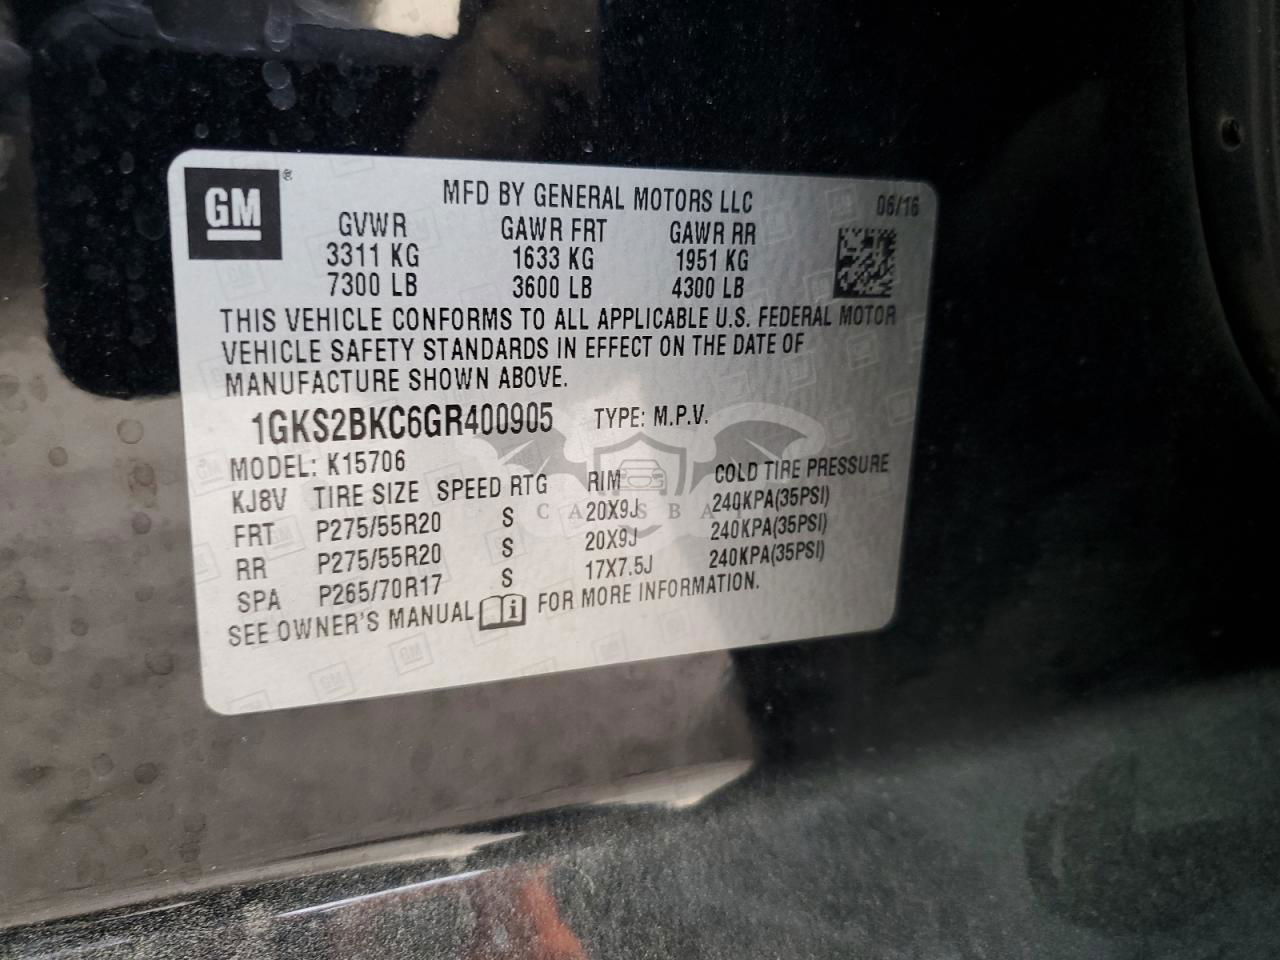 GM®
MFD BY GENERAL MOTORS LLC 06/16
GVWR GAWR FRT GAWR RR
3311 KG 1633 KG 1951 KG
7300 LB 3600 LB 4300 LB
THIS VEHICLE CONFORMS TO ALL APPLICABLE U.S. FEDERAL MOTOR
VEHICLE SAFETY STANDARDS IN EFFECT ON THE DATE OF
MANUFACTURE SHOWN ABOVE.
1GKS2BKC6GR400905 TYPE: M.P.V.
MODEL: K15706
KJ8V TIRE SIZE SPEED RTG RIM COLD TIRE PRESSURE
FRT P275/55R20 S 20X9J 240KPA(35PSI)
RR P275/55R20 S 20X9J 240KPA(35PSI)
SPA P265/70R17 S 17X7.5J 240KPA(35PSI)
SEE OWNER'S MANUAL i FOR MORE INFORMATION.